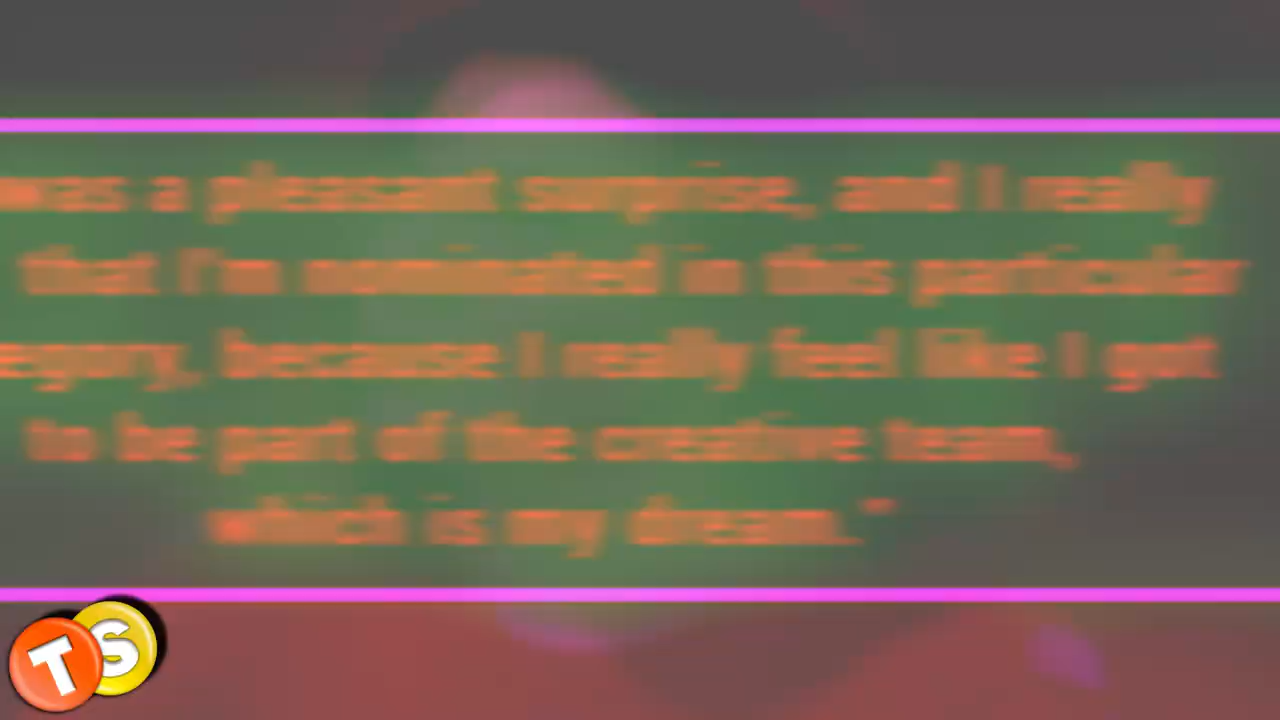 was a pleasant surprise, and I really
that I'm nominated in this particular
egory, because I really feel like I got
to be part of the creative team,
which is my dream."
TS